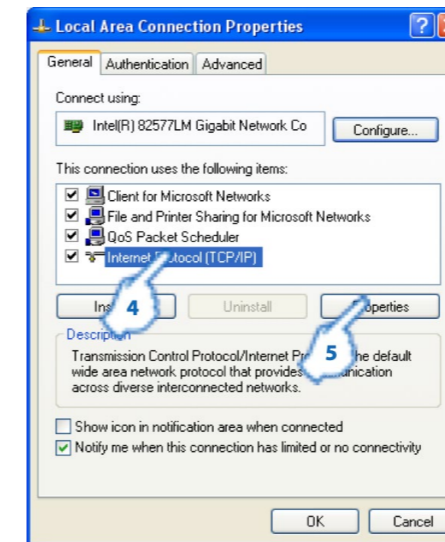 Local Area Connection Properties ?
General Authentication Advanced
Connect using:
Intel(R) 82577LM Gigabit Network Co Configure...
This connection uses the following items:
Client for Microsoft Networks
File and Printer Sharing for Microsoft Networks
QoS Packet Scheduler
Internet (TCP/IP)
4 Uninstall
5
Description
Transmission Control Protocol/Internet he default
wide area network protocol that provides
across diverse interconnected networks.
Show icon in notification area when connected
Notify me when this connection has limited or no connectivity
OK Cancel